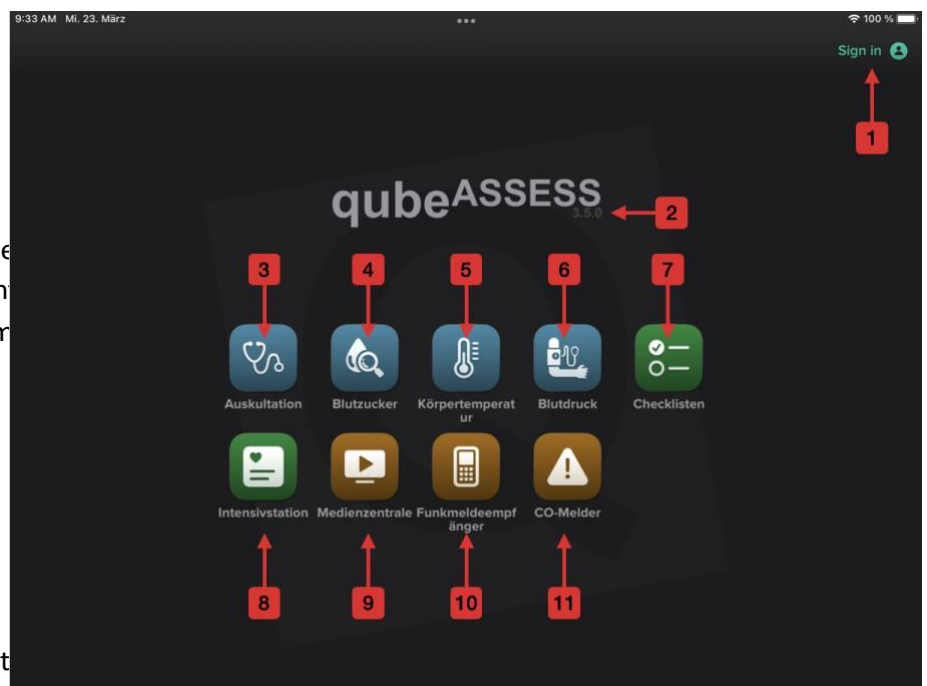 9:33 AM Mi. 23. März
100 %
Sign in
1
qubeASSESS
3.5.0
2
3
4
5
6
7
Auskultation
Blutzucker
Körpertemperat
ur
Blutdruck
Checklisten
Intensivstation
Medienzentrale
Funkmeldeempf
änger
CO-Melder
8
9
10
11